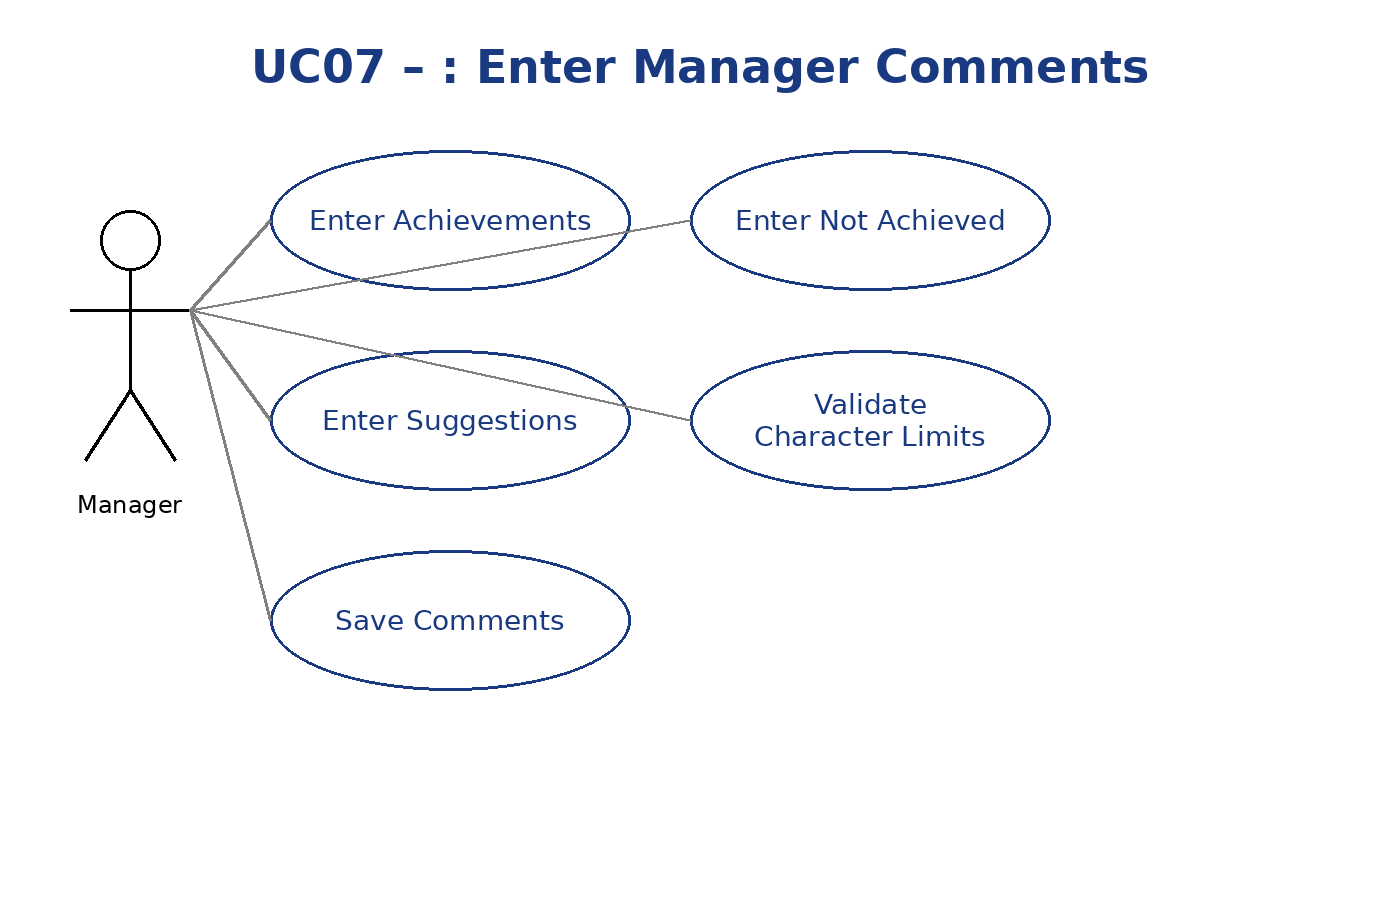 UC07 – : Enter Manager Comments
Enter Achievements
Enter Not Achieved
Enter Suggestions
Validate
Character Limits
Manager
Save Comments